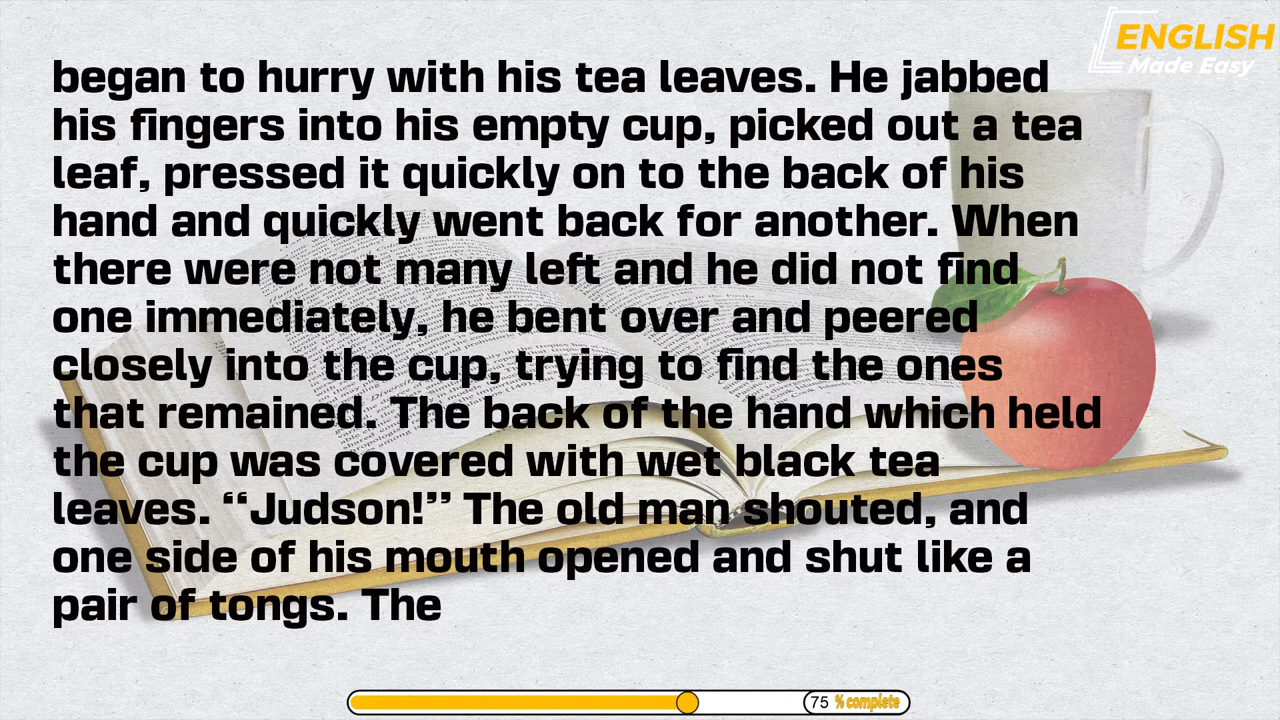 ENGLISH
Made Easy
began to hurry with his tea leaves. He jabbed
his fingers into his empty cup, picked out a tea
leaf, pressed it quickly on to the back of his
hand and quickly went back for another. When
there were not many left and he did not find
one immediately, he bent over and peered
closely into the cup, trying to find the ones
that remained. The back of the hand which held
the cup was covered with wet black tea
leaves. “Judson!” The old man shouted, and
one side of his mouth opened and shut like a
pair of tongs. The
75 % complete